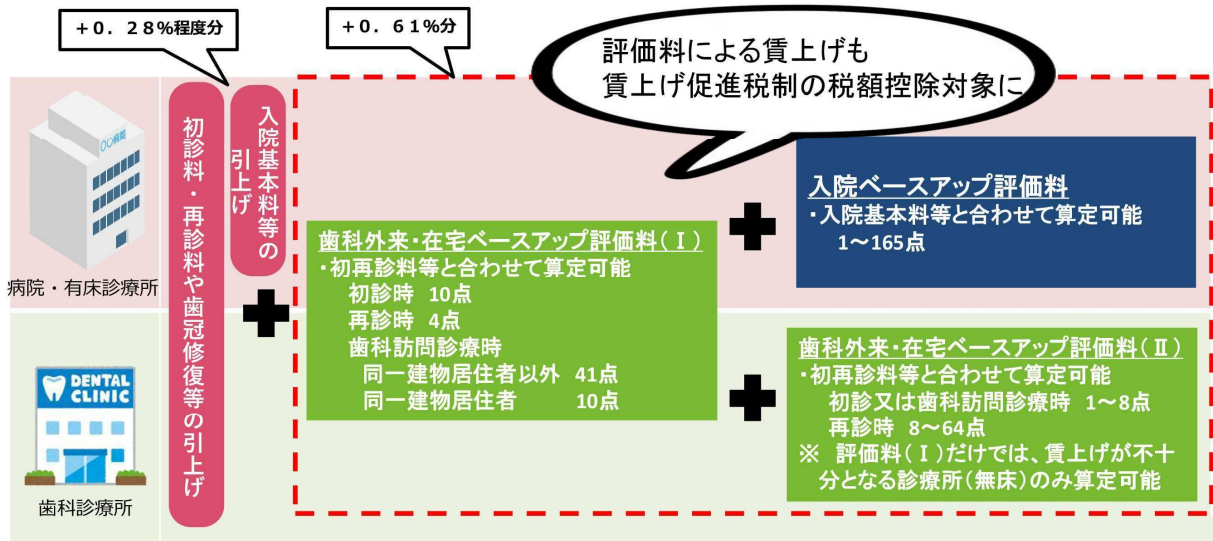 +0.28%程度分
+0.61%分
評価料による賃上げも
賃上げ促進税制の税額控除対象に
〇〇病院
病院・有床診療所
DENTAL
CLINIC
歯科診療所
初診料・再診料や歯冠修復等の引上げ
入院基本料等の
引上げ
歯科外来・在宅ベースアップ評価料(Ⅰ)
・初再診料等と合わせて算定可能
初診時 10点
再診時 4点
歯科訪問診療時
同一建物居住者以外 41点
同一建物居住者 10点
入院ベースアップ評価料
・入院基本料等と合わせて算定可能
1～165点
歯科外来・在宅ベースアップ評価料(Ⅱ)
・初再診料等と合わせて算定可能
初診又は歯科訪問診療時 1～8点
再診時 8～64点
※ 評価料(Ⅰ)だけでは、賃上げが不十
分となる診療所(無床)のみ算定可能